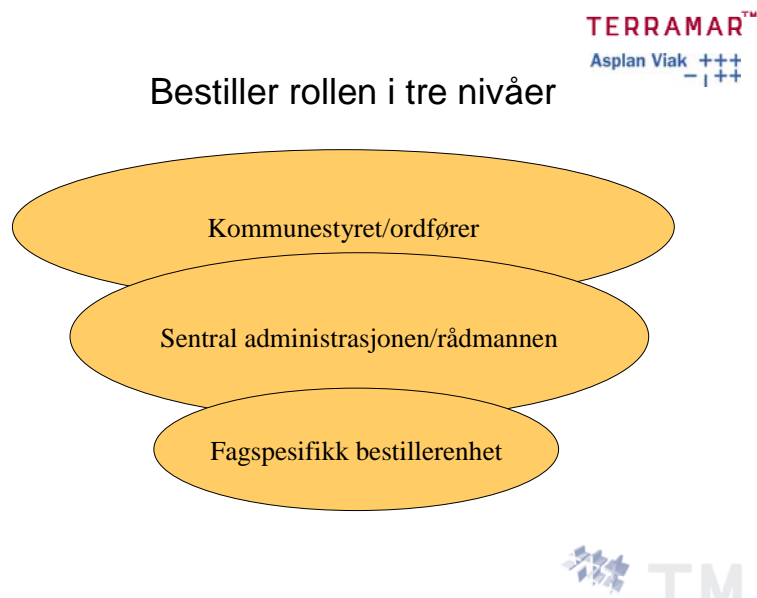 TERRAMAR™
Asplan Viak
Bestiller rollen i tre nivåer
Kommunestyret/ordfører
Sentral administrasjonen/rådmannen
Fagspesifikk bestillerenhet
TM